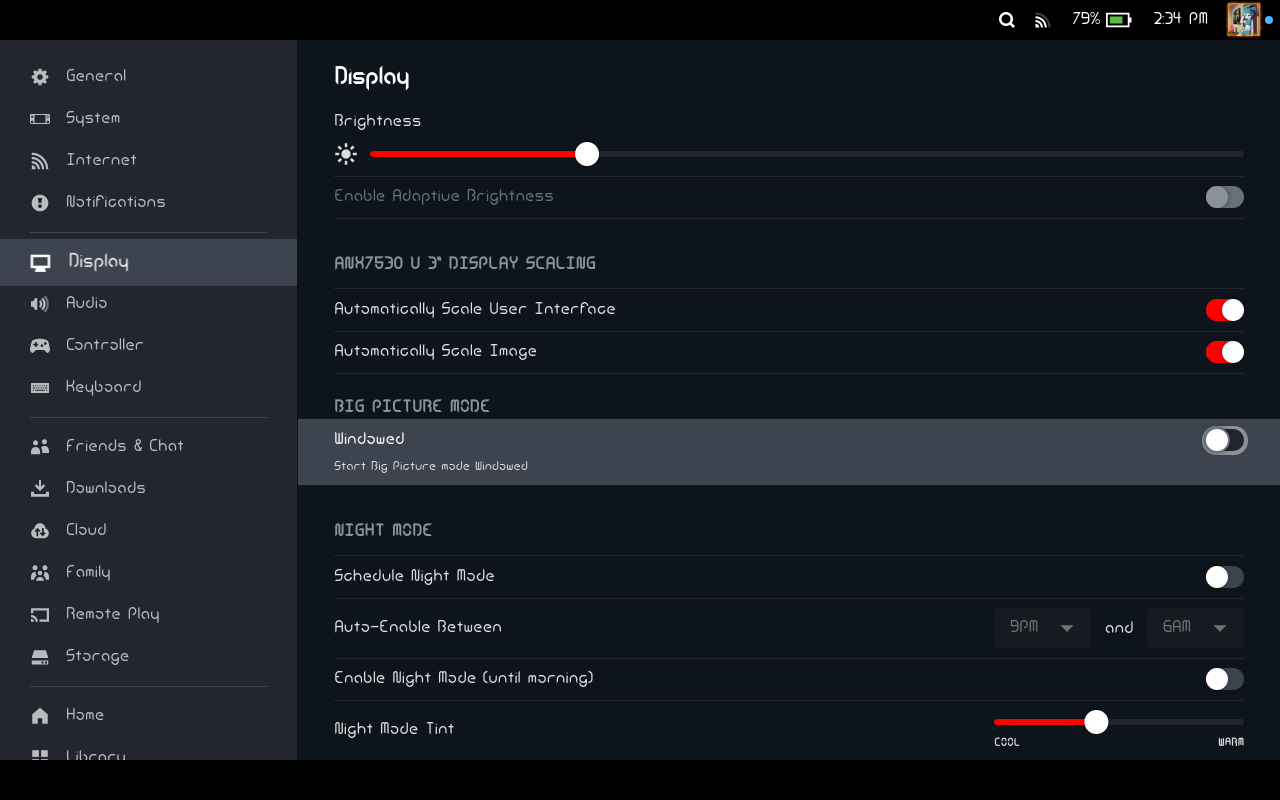 79%
2:34 PM
General
System
Internet
Notifications
Display
Audio
Controller
Keyboard
Friends & Chat
Downloads
Cloud
Family
Remote Play
Storage
Home
Library
Display
Brightness
Enable Adaptive Brightness
ANX7530 U 3" DISPLAY SCALING
Automatically Scale User Interface
Automatically Scale Image
BIG PICTURE MODE
Windowed
Start Big Picture mode Windowed
NIGHT MODE
Schedule Night Mode
Auto-Enable Between
9PM and 6AM
Enable Night Mode (until morning)
Night Mode Tint
COOL WARM